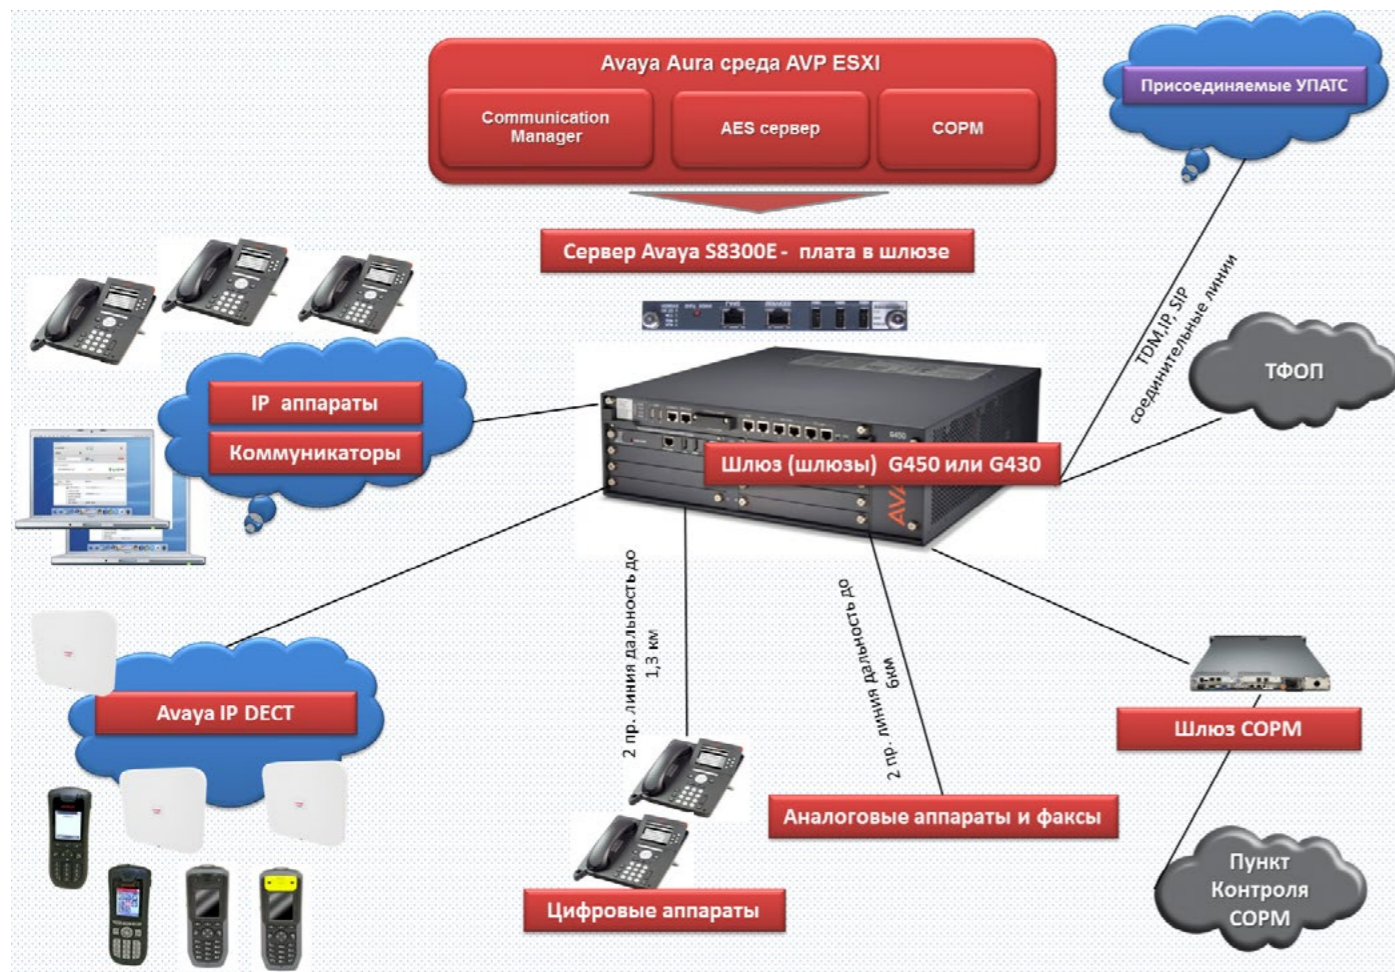 Avaya Aura среда AVP ESXI
Communication
Manager
AES сервер
СОРМ
Присоединяемые УПАТС
Сервер Avaya S8300E - плата в шлюзе
TDM,IP, SIP
соединительные линии
ТФОП
IP аппараты
Коммуникаторы
G450
Шлюз (шлюзы) G450 или G430
AVA
2 пр. линия дальность до
1,3 км
2 пр. линия дальность до
6км
Avaya IP DECT
Шлюз СОРМ
Аналоговые аппараты и факсы
Цифровые аппараты
Пункт
Контроля
СОРМ